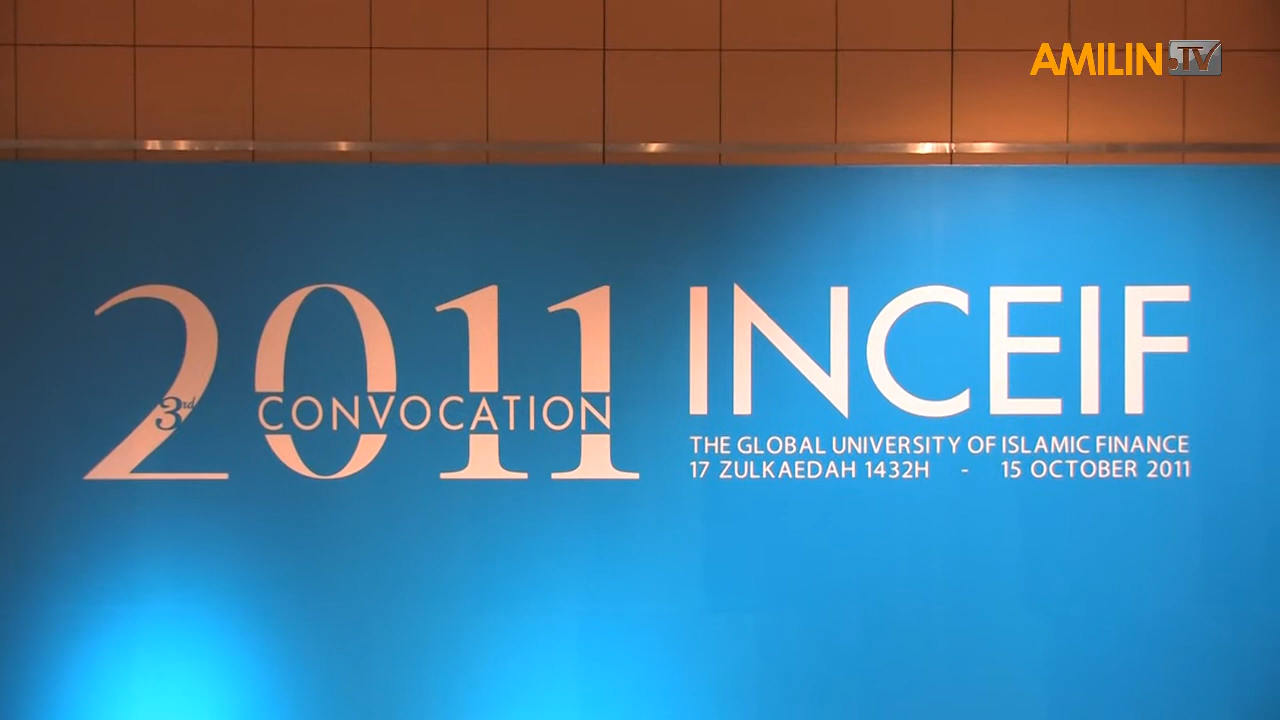 AMILIN.TV
2011 INCEIF
3rd CONVOCATION
THE GLOBAL UNIVERSITY OF ISLAMIC FINANCE
17 ZULKAEDAH 1432H - 15 OCTOBER 2011